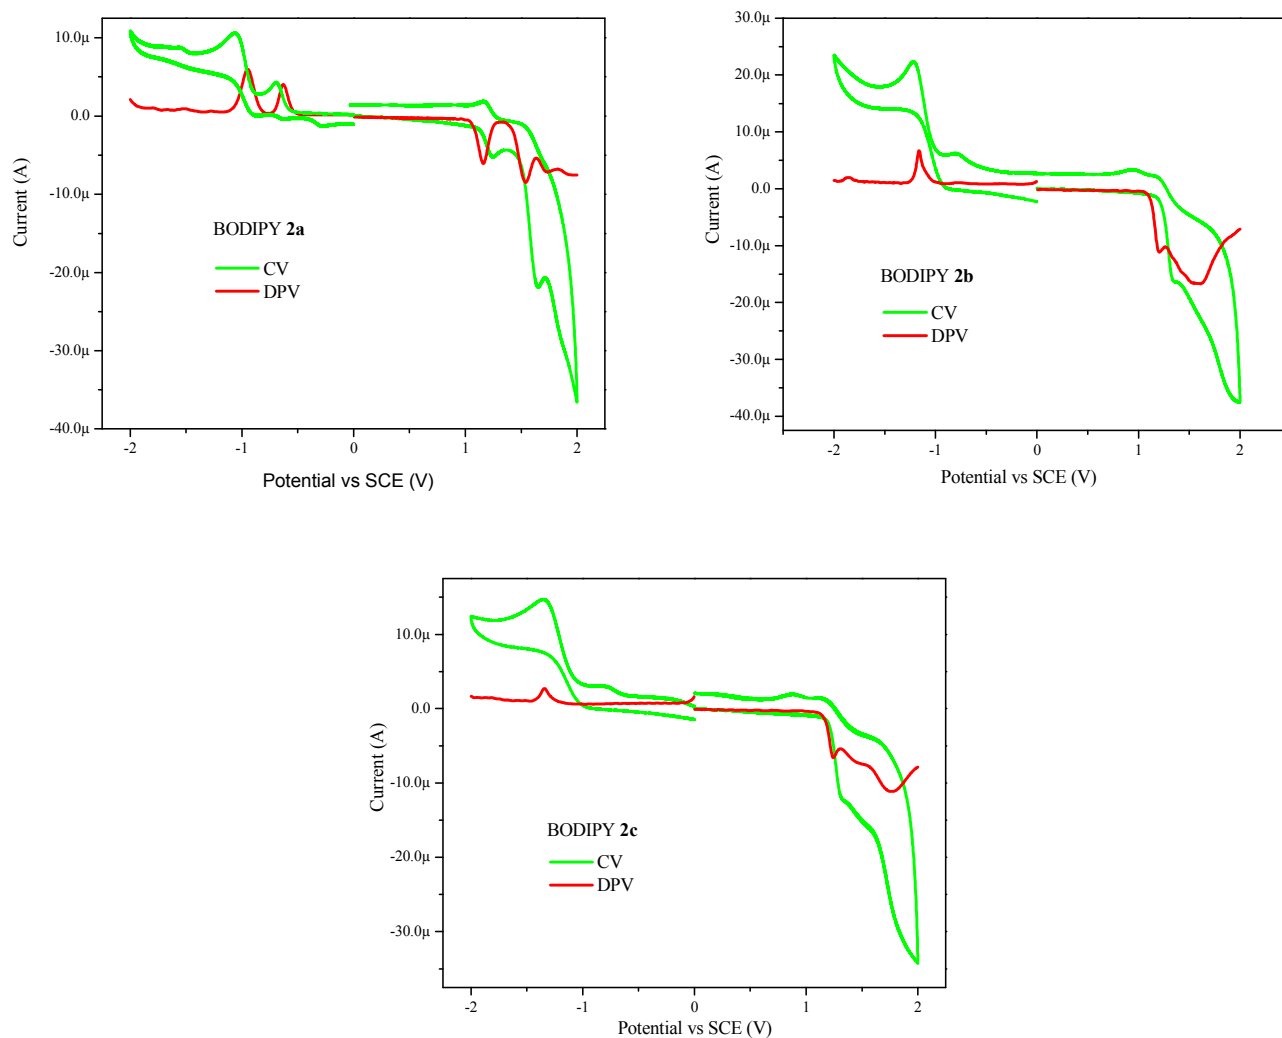 10.0μ
0.0
-10.0μ
-20.0μ
-30.0μ
-40.0μ
Current (A)
BODIPY 2a
CV
DPV
-2 -1 0 1 2
Potential vs SCE (V)
30.0μ
20.0μ
10.0μ
0.0
-10.0μ
-20.0μ
-30.0μ
-40.0μ
Current (A)
BODIPY 2b
CV
DPV
-2 -1 0 1 2
Potential vs SCE (V)
10.0μ
0.0
-10.0μ
-20.0μ
-30.0μ
Current (A)
BODIPY 2c
CV
DPV
-2 -1 0 1 2
Potential vs SCE (V)